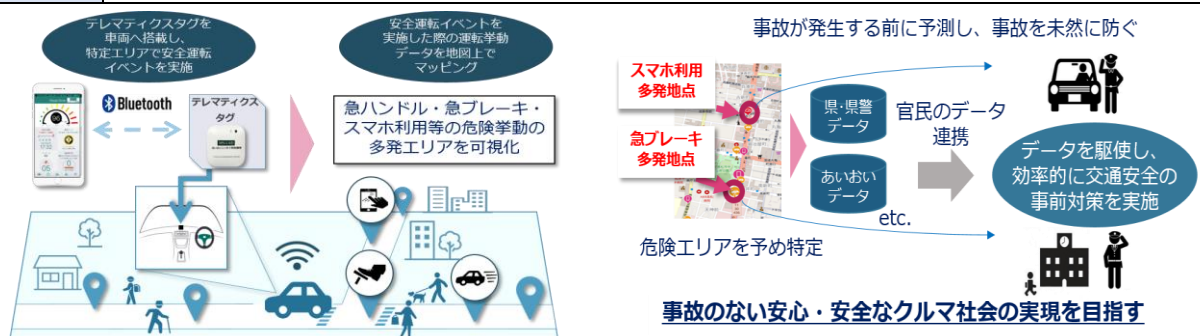 テレマティクスタグを
車両へ搭載し、
特定エリアで安全運転
イベントを実施
安全運転イベントを
実施した際の運転挙動
データを地図上で
マッピング
Bluetooth
テレマティクス
タグ
急ハンドル・急ブレーキ・
スマホ利用等の危険挙動の
多発エリアを可視化
事故が発生する前に予測し、事故を未然に防ぐ
スマホ利用
多発地点
急ブレーキ
多発地点
県・県警
データ
あいおい
データ
etc.
官民のデータ
連携
データを駆使し、
効率的に交通安全の
事前対策を実施
危険エリアを予め特定
事故のない安心・安全なクルマ社会の実現を目指す